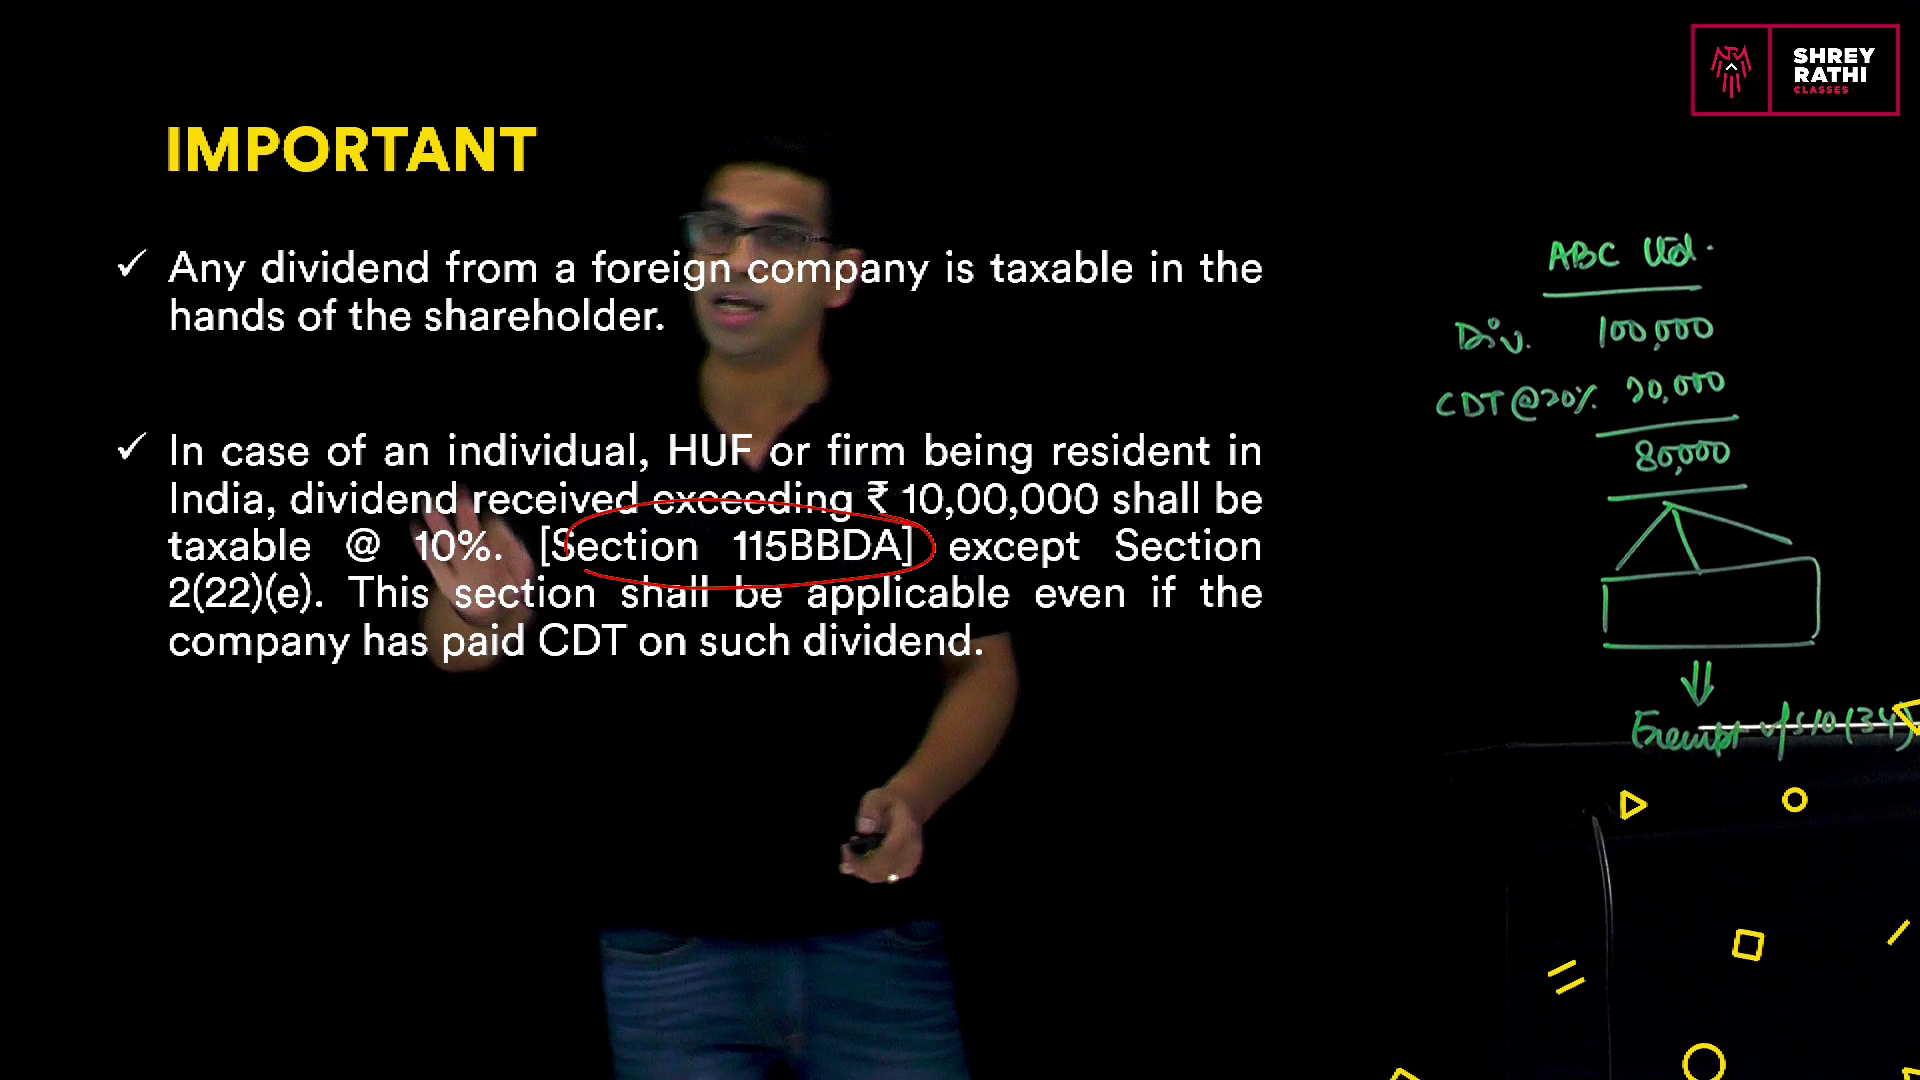 SHREY
RATHI
CLASSES
IMPORTANT
✓ Any dividend from a foreign company is taxable in the
hands of the shareholder.
✓ In case of an individual, HUF or firm being resident in
India, dividend received exceeding ₹ 10,00,000 shall be
taxable @ 10%. [Section 115BBDA] except Section
2(22)(e). This section shall be applicable even if the
company has paid CDT on such dividend.
ABC Ltd.
Div. 100,000
CDT @20% 20,000
80,000
Exempt u/s 10(34)